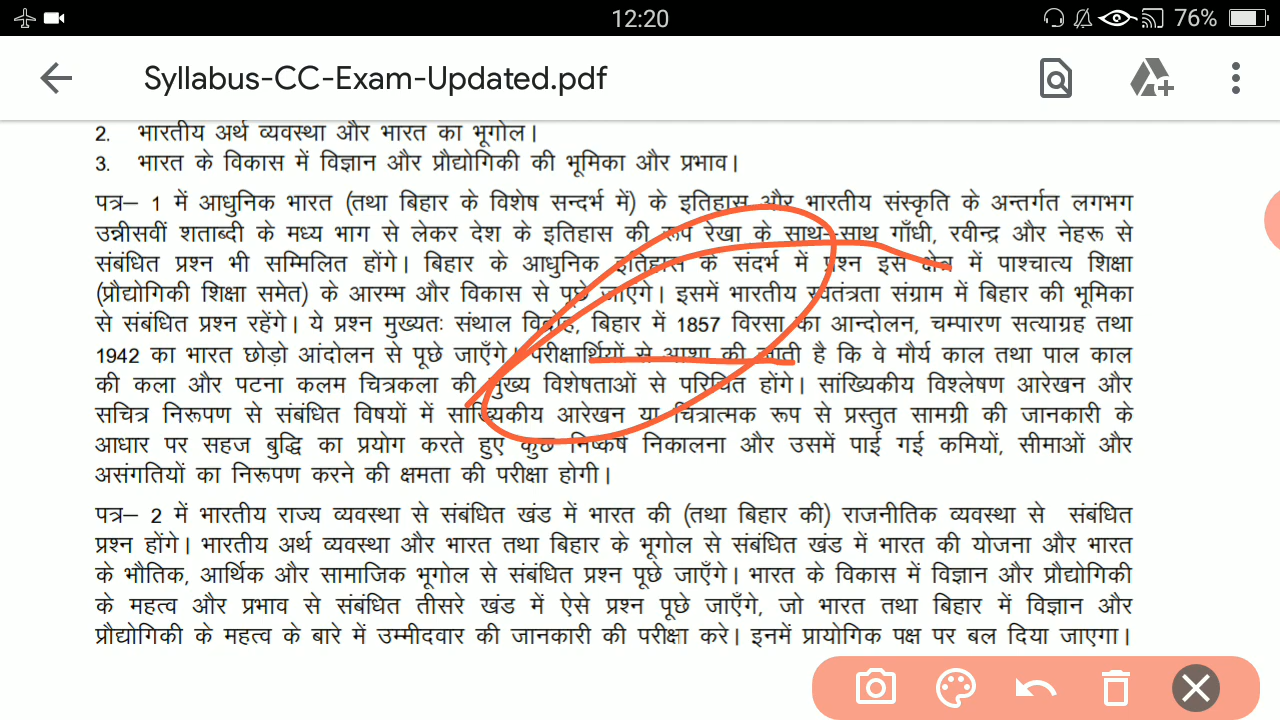 12:20
76%
Syllabus-CC-Exam-Updated.pdf
2. भारतीय अर्थ व्यवस्था और भारत का भूगोल।
3. भारत के विकास में विज्ञान और प्रौद्योगिकी की भूमिका और प्रभाव।
पत्र– 1 में आधुनिक भारत (तथा बिहार के विशेष सन्दर्भ में) के इतिहास और भारतीय संस्कृति के अन्तर्गत लगभग
उन्नीसवीं शताब्दी के मध्य भाग से लेकर देश के इतिहास की रूप रेखा के साथ–साथ गाँधी, रवीन्द्र और नेहरू से
संबंधित प्रश्न भी सम्मिलित होंगे। बिहार के आधुनिक इतिहास के संदर्भ में प्रश्न इस क्षेत्र में पाश्चात्य शिक्षा
(प्रौद्योगिकी शिक्षा समेत) के आरम्भ और विकास से पूछे जाएगे। इसमें भारतीय स्वतंत्रता संग्राम में बिहार की भूमिका
से संबंधित प्रश्न रहेंगे। ये प्रश्न मुख्यतः संथाल विद्रोह, बिहार में 1857 विरसा का आन्दोलन, चम्पारण सत्याग्रह तथा
1942 का भारत छोड़ो आंदोलन से पूछे जाएँगे। परीक्षार्थियों से आशा की जाती है कि वे मौर्य काल तथा पाल काल
की कला और पटना कलम चित्रकला की मुख्य विशेषताओं से परिचित होंगे। सांख्यिकीय विश्लेषण आरेखन और
सचित्र निरूपण से संबंधित विषयों में सांख्यिकीय आरेखन या चित्रात्मक रूप से प्रस्तुत सामग्री की जानकारी के
आधार पर सहज बुद्धि का प्रयोग करते हुए कुछ निष्कर्ष निकालना और उसमें पाई गई कमियों, सीमाओं और
असंगतियों का निरूपण करने की क्षमता की परीक्षा होगी।
पत्र– 2 में भारतीय राज्य व्यवस्था से संबंधित खंड में भारत की (तथा बिहार की) राजनीतिक व्यवस्था से संबंधित
प्रश्न होंगे। भारतीय अर्थ व्यवस्था और भारत तथा बिहार के भूगोल से संबंधित खंड में भारत की योजना और भारत
के भौतिक, आर्थिक और सामाजिक भूगोल से संबंधित प्रश्न पूछे जाएँगे। भारत के विकास में विज्ञान और प्रौद्योगिकी
के महत्व और प्रभाव से संबंधित तीसरे खंड में ऐसे प्रश्न पूछे जाएँगे, जो भारत तथा बिहार में विज्ञान और
प्रौद्योगिकी के महत्व के बारे में उम्मीदवार की जानकारी की परीक्षा करे। इनमें प्रायोगिक पक्ष पर बल दिया जाएगा।